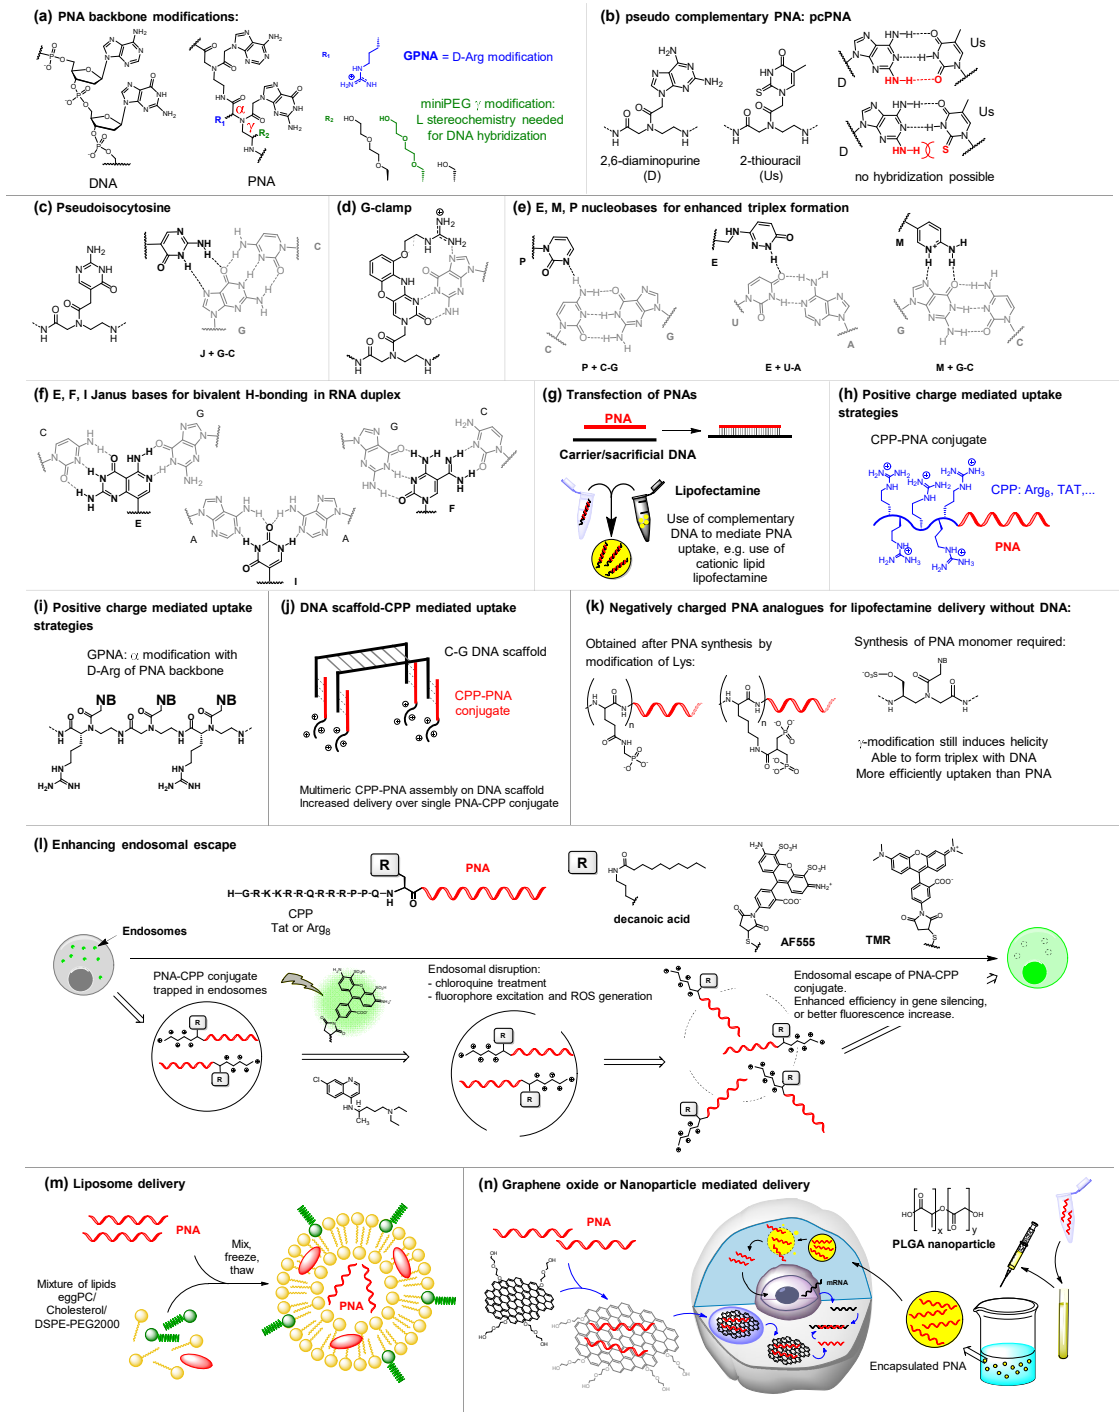 (a) PNA backbone modifications:
DNA
PNA
R₁
R₂
α
γ
GPNA = D-Arg modification
miniPEG γ modification:
L stereochemistry needed
for DNA hybridization
(b) pseudo complementary PNA: pcPNA
2,6-diaminopurine
(D)
2-thiouracil
(Us)
D
Us
D
Us
no hybridization possible
(c) Pseudoisocytosine
C
G
J + G-C
(d) G-clamp
(e) E, M, P nucleobases for enhanced triplex formation
P
C
G
P + C-G
E
U
A
E + U-A
M
G
C
M + G-C
(f) E, F, I Janus bases for bivalent H-bonding in RNA duplex
C
G
E
A
A
I
G
C
F
(g) Transfection of PNAs
PNA
Carrier/sacrificial DNA
Lipofectamine
Use of complementary
DNA to mediate PNA
uptake, e.g. use of
cationic lipid
lipofectamine
(h) Positive charge mediated uptake
strategies
CPP-PNA conjugate
CPP: Arg₈, TAT,...
PNA
(i) Positive charge mediated uptake
strategies
GPNA: α modification with
D-Arg of PNA backbone
NB NB NB
(j) DNA scaffold-CPP mediated uptake
C-G DNA scaffold
CPP-PNA
conjugate
Multimeric CPP-PNA assembly on DNA scaffold
Increased delivery over single PNA-CPP conjugate
(k) Negatively charged PNA analogues for lipofectamine delivery without DNA:
Obtained after PNA synthesis by
modification of Lys:
Synthesis of PNA monomer required:
NB
γ-modification still induces helicity
Able to form triplex with DNA
More efficiently uptaken than PNA
(l) Enhancing endosomal escape
R
PNA
H-G-R-K-K-R-R-Q-R-R-R-P-P-Q-N
CPP
Tat or Arg₈
R
decanoic acid
AF555
TMR
Endosomes
PNA-CPP conjugate
trapped in endosomes
Endosomal disruption:
- chloroquine treatment
- fluorophore excitation and ROS generation
Endosomal escape of PNA-CPP
conjugate.
Enhanced efficiency in gene silencing,
or better fluorescence increase.
R
R
R
R
R
R
R
R
(m) Liposome delivery
PNA
Mix,
freeze,
thaw
Mixture of lipids
eggPC/
Cholesterol/
DSPE-PEG2000
PNA
(n) Graphene oxide or Nanoparticle mediated delivery
PNA
mRNA
PLGA nanoparticle
Encapsulated PNA